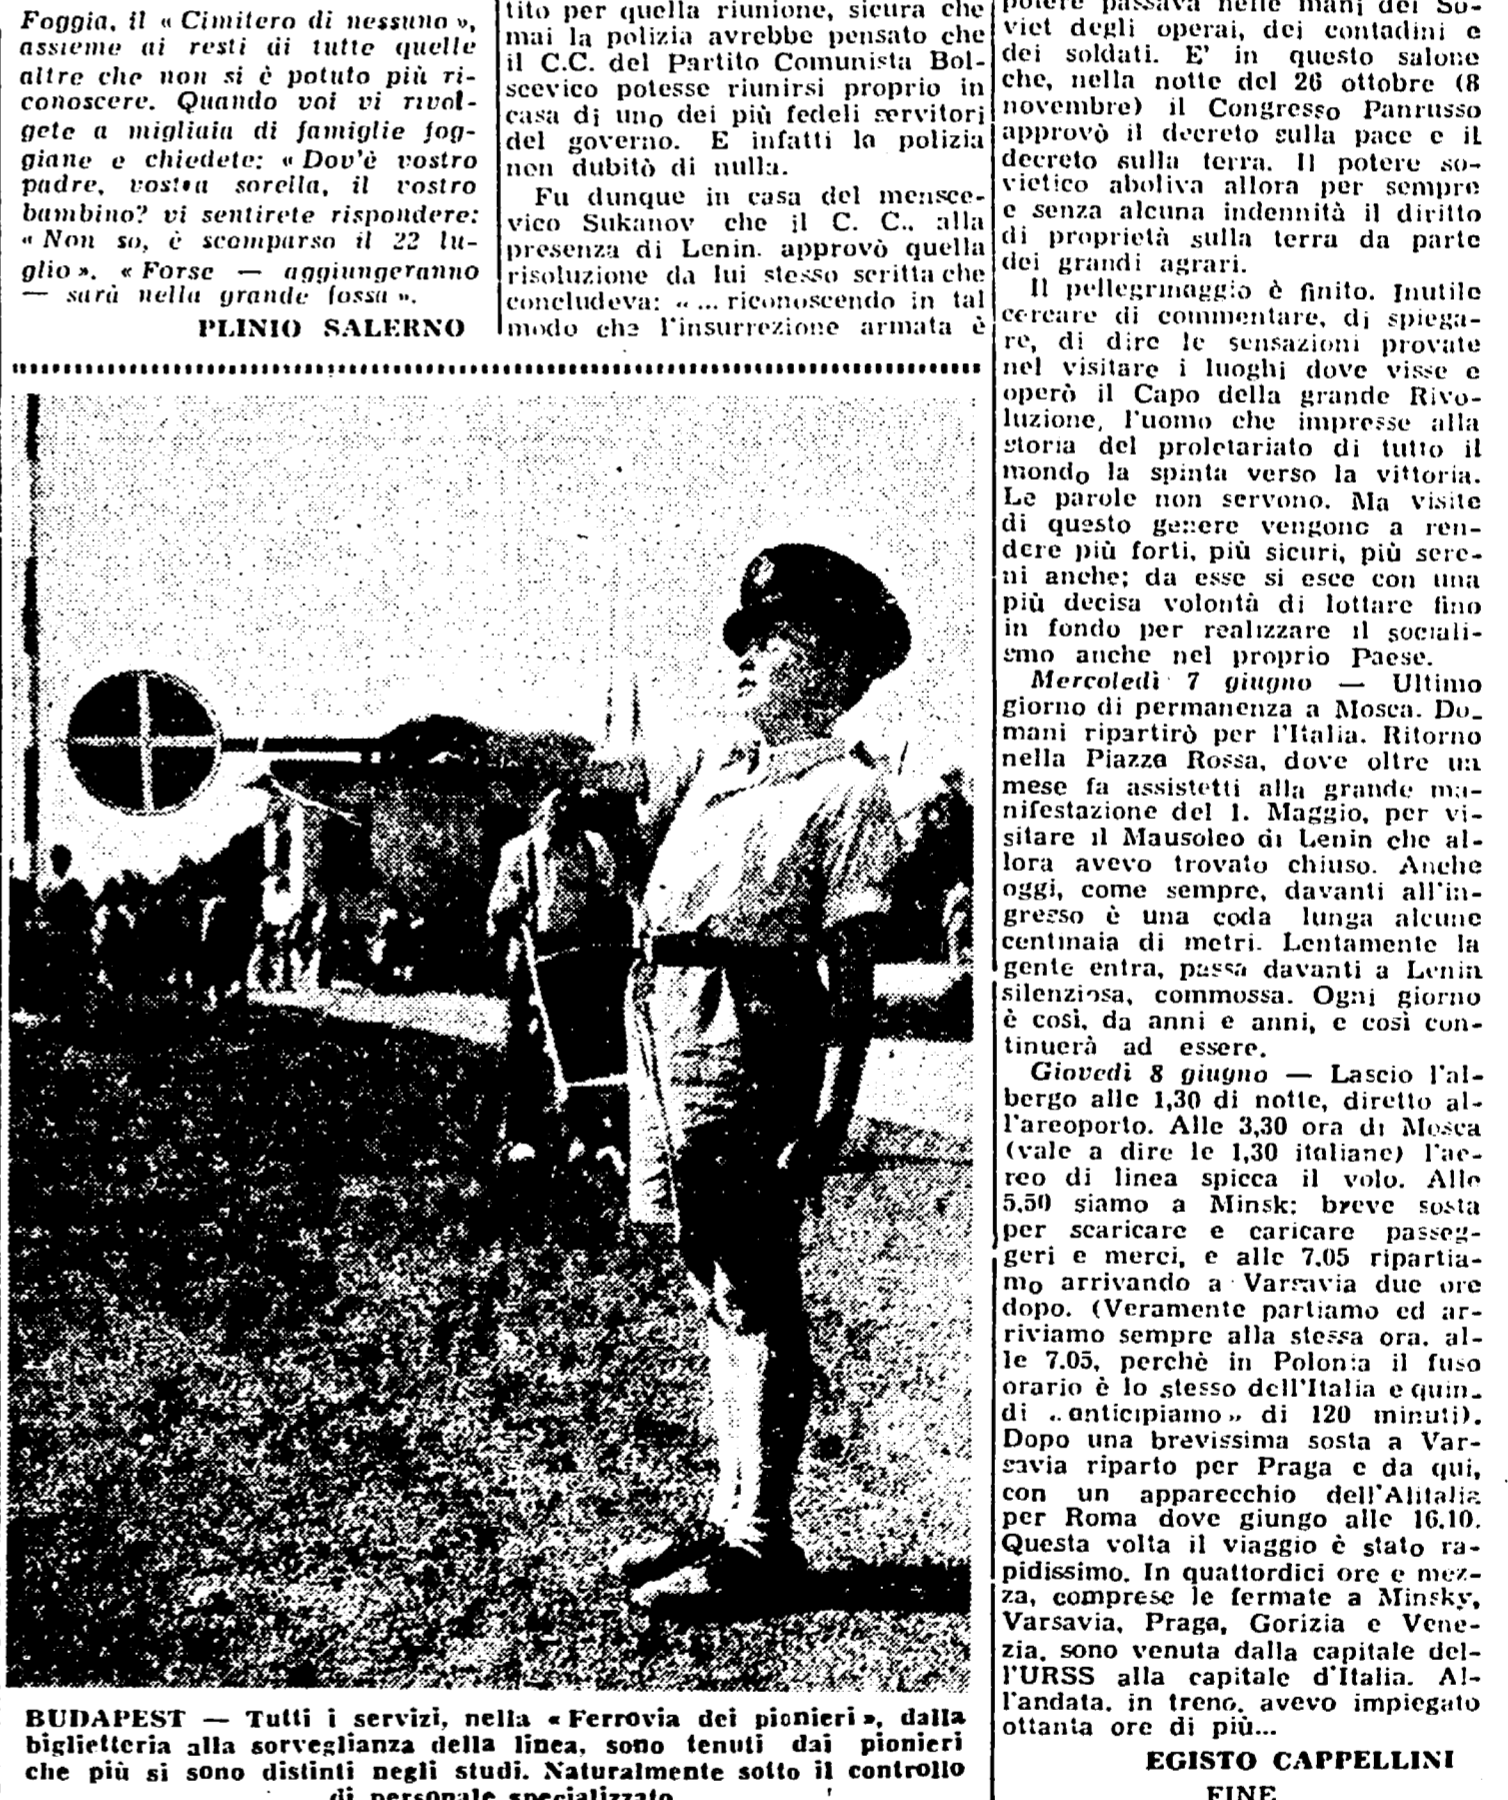 Foggia, il « Cimitero di nessuno »,
assieme ai resti di tutte quelle
altre che non si è potuto più ri-
conoscere. Quando voi vi rivol-
gete a migliaia di famiglie fog-
giane e chiedete: « Dov'è vostro
padre, vostra sorella, il vostro
bambino? vi sentirete rispondere:
« Non so, è scomparso il 22 lu-
glio ». « Forse — aggiungeranno
— sarà nella grande fossa ».
PLINIO SALERNO
tito per quella riunione, sicura che
mai la polizia avrebbe pensato che
il C.C. del Partito Comunista Bol-
scevico potesse riunirsi proprio in
casa di uno dei più fedeli servitori
del governo. E infatti la polizia
non dubitò di nulla.
Fu dunque in casa del mensce-
vico Sukanov che il C. C., alla
presenza di Lenin, approvò quella
risoluzione da lui stesso scritta che
concludeva: « ... riconoscendo in tal
modo che l'insurrezione armata è
BUDAPEST — Tutti i servizi, nella « Ferrovia dei pionieri », dalla
biglietteria alla sorveglianza della linea, sono tenuti dai pionieri
che più si sono distinti negli studi. Naturalmente sotto il controllo
di personale specializzato
potere passava nelle mani dei So-
viet degli operai, dei contadini e
dei soldati. E' in questo salone
che, nella notte del 26 ottobre (8
novembre) il Congresso Panrusso
approvò il decreto sulla pace e il
decreto sulla terra. Il potere so-
vietico aboliva allora per sempre
e senza alcuna indennità il diritto
di proprietà sulla terra da parte
dei grandi agrari.
Il pellegrinaggio è finito. Inutile
cercare di commentare, di spiega-
re, di dire le sensazioni provate
nel visitare i luoghi dove visse e
operò il Capo della grande Rivo-
luzione, l'uomo che impresse alla
storia del proletariato di tutto il
mondo la spinta verso la vittoria.
Le parole non servono. Ma visite
di questo genere vengono a ren-
dere più forti, più sicuri, più sere-
ni anche; da esse si esce con una
più decisa volontà di lottare fino
in fondo per realizzare il sociali-
smo anche nel proprio Paese.
Mercoledì 7 giugno — Ultimo
giorno di permanenza a Mosca. Do-
mani ripartirò per l'Italia. Ritorno
nella Piazza Rossa, dove oltre un
mese fa assistetti alla grande ma-
nifestazione del 1. Maggio, per vi-
sitare il Mausoleo di Lenin che al-
lora avevo trovato chiuso. Anche
oggi, come sempre, davanti all'in-
gresso è una coda lunga alcune
centinaia di metri. Lentamente la
gente entra, passa davanti a Lenin
silenziosa, commossa. Ogni giorno
è così, da anni e anni, e così con-
tinuerà ad essere.
Giovedì 8 giugno — Lascio l'al-
bergo alle 1,30 di notte, diretto al-
l'areoporto. Alle 3,30 ora di Mosca
(vale a dire le 1,30 italiane) l'ae-
reo di linea spicca il volo. Alle
5,50 siamo a Minsk: breve sosta
per scaricare e caricare passeg-
geri e merci, e alle 7.05 ripartia-
mo arrivando a Varsavia due ore
dopo. (Veramente partiamo ed ar-
riviamo sempre alla stessa ora, al-
le 7.05, perchè in Polonia il fuso
orario è lo stesso dell'Italia e quin-
di « anticipiamo » di 120 minuti).
Dopo una brevissima sosta a Var-
savia riparto per Praga e da qui,
con un apparecchio dell'Alitalia
per Roma dove giungo alle 16.10.
Questa volta il viaggio è stato ra-
pidissimo. In quattordici ore e mez-
za, comprese le fermate a Minsky,
Varsavia, Praga, Gorizia e Vene-
zia, sono venuta dalla capitale del-
l'URSS alla capitale d'Italia. Al-
l'andata, in treno, avevo impiegato
ottanta ore di più...
EGISTO CAPPELLINI
FINE